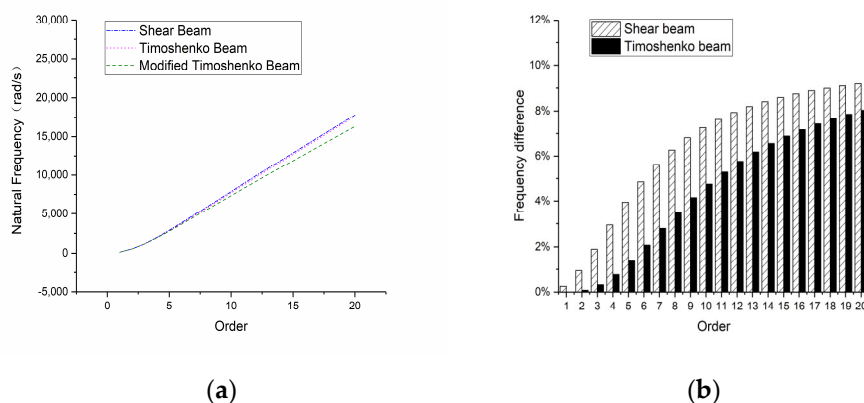 30,000
25,000
20,000
15,000
10,000
5,000
0
-5,000
Natural Frequency（rad/s）
Shear Beam
Timoshenko Beam
Modified Timoshenko Beam
0 5 10 15 20
Order
(a)
12%
10%
8%
6%
4%
2%
0%
Frequency difference
Shear beam
Timoshenko beam
1 2 3 4 5 6 7 8 9 10 11 12 13 14 15 16 17 18 19 20
Order
(b)